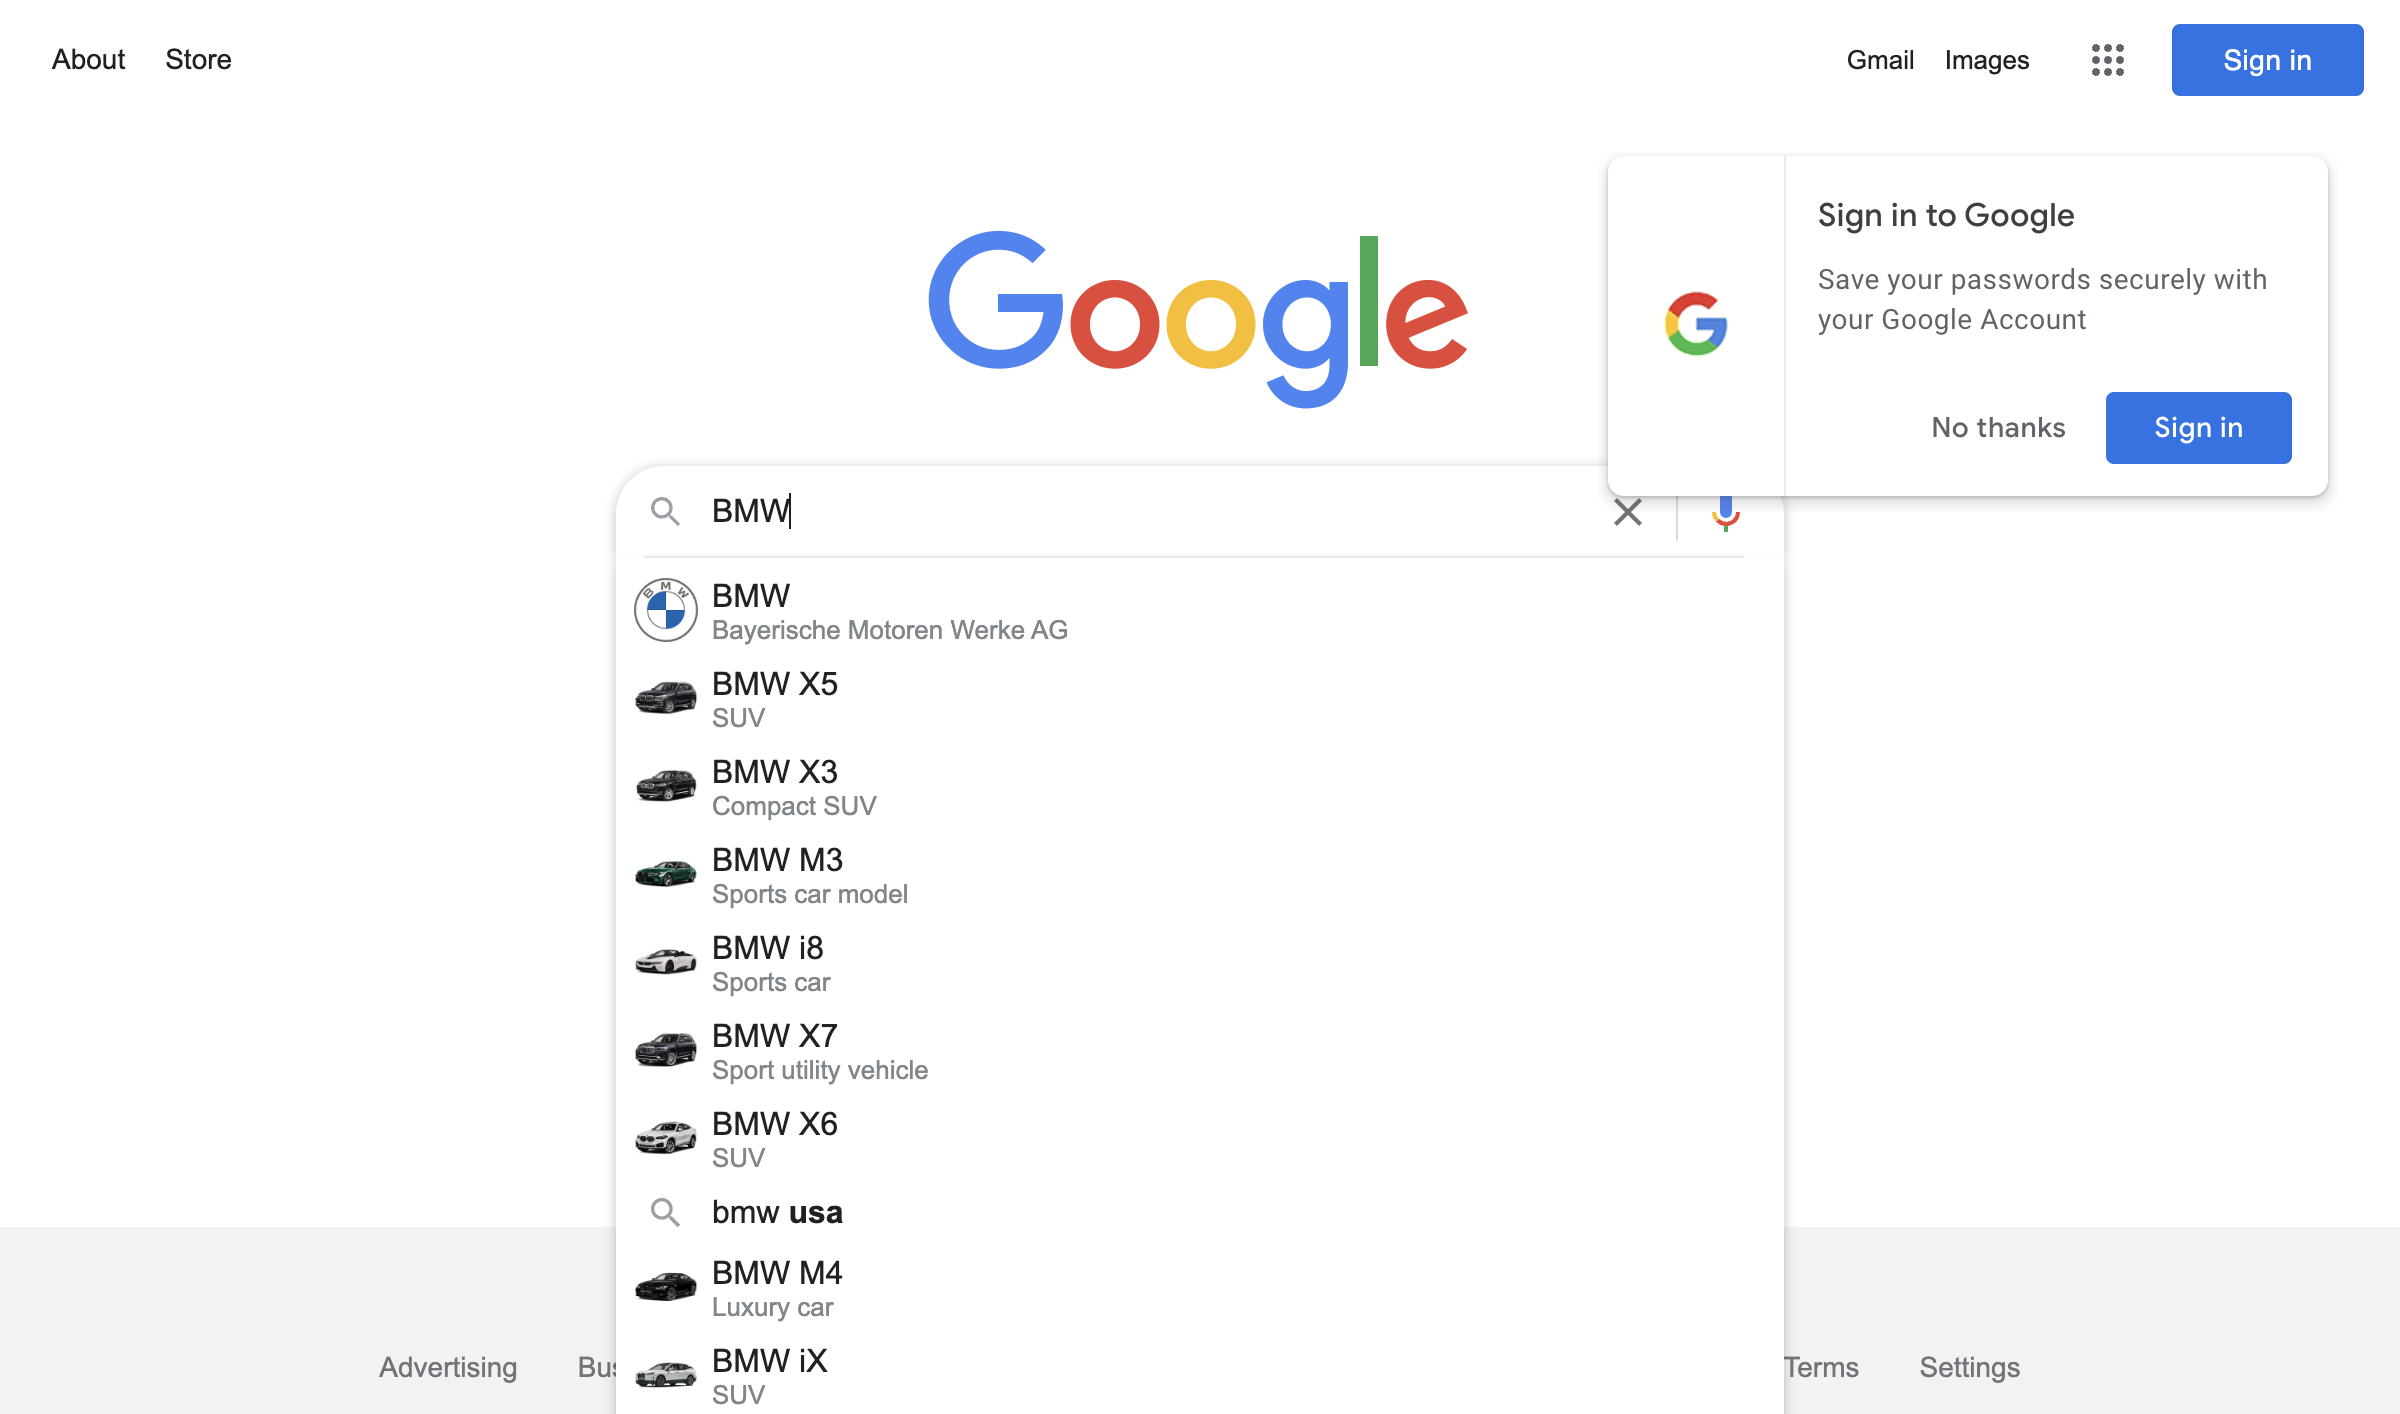 About Store
Gmail Images Sign in
Google
Sign in to Google
Save your passwords securely with
your Google Account
No thanks Sign in
BMW
BMW
BMW
Bayerische Motoren Werke AG
BMW X5
SUV
BMW X3
Compact SUV
BMW M3
Sports car model
BMW i8
Sports car
BMW X7
Sport utility vehicle
BMW X6
SUV
bmw usa
BMW M4
Luxury car
BMW iX
SUV
Advertising Bus Terms Settings